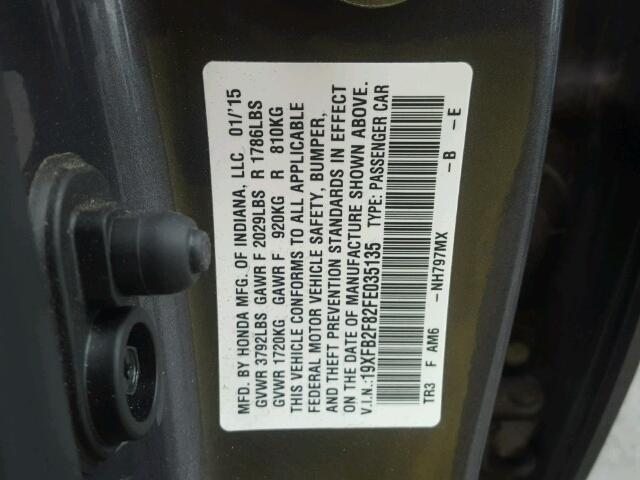 MFD. BY HONDA MFG. OF INDIANA, LLC 01/'15
GVWR 3792LBS GAWR F 2029LBS R 1786LBS
GVWR 1720KG GAWR F 920KG R 810KG
THIS VEHICLE CONFORMS TO ALL APPLICABLE
FEDERAL MOTOR VEHICLE SAFETY, BUMPER,
AND THEFT PREVENTION STANDARDS IN EFFECT
ON THE DATE OF MANUFACTURE SHOWN ABOVE.
V.I.N.:19XFB2F82FE035135 TYPE: PASSENGER CAR
TR3 F AM6 -NH797MX -B -E